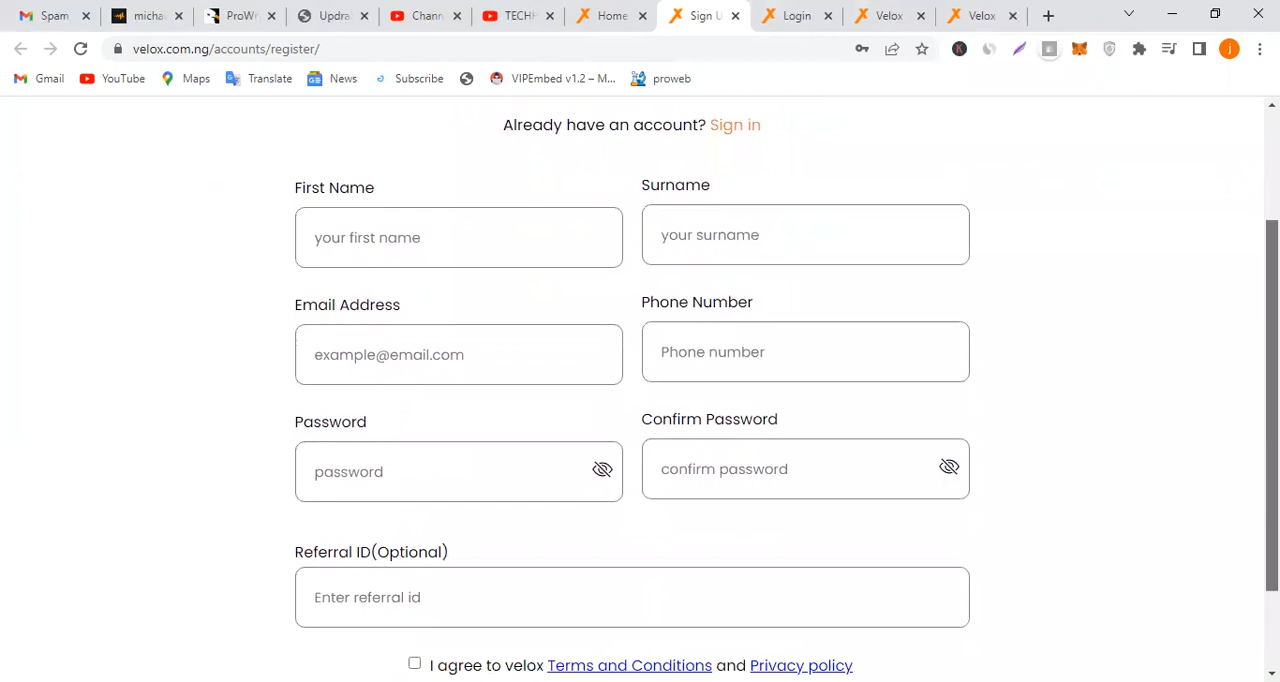 Spam
micha
ProW
Updra
Chann
TECHH
Home
Sign U
Login
Velox
Velox
velox.com.ng/accounts/register/
K
j
Gmail
YouTube
Maps
Translate
News
Subscribe
VIPEmbed v1.2 – M...
proweb
Already have an account? Sign in
First Name
Surname
your first name
your surname
Email Address
Phone Number
example@email.com
Phone number
Password
Confirm Password
password
confirm password
Referral ID(Optional)
Enter referral id
I agree to velox Terms and Conditions and Privacy policy